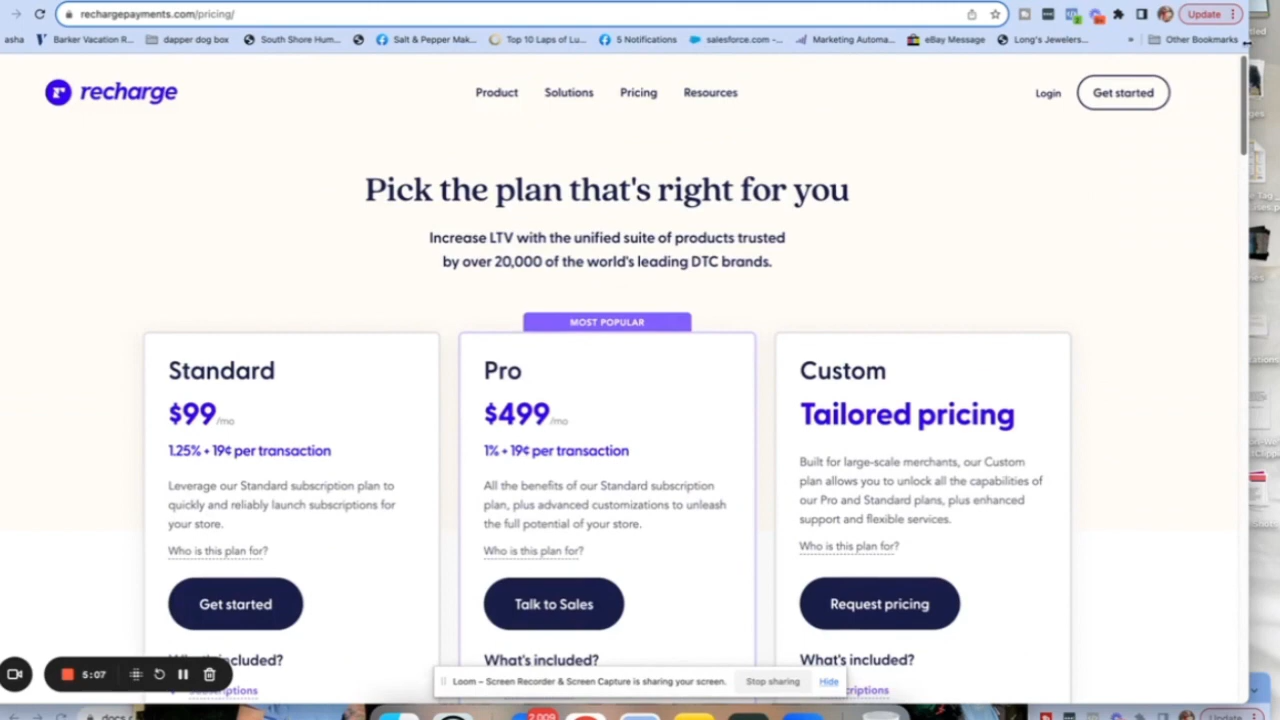 rechargepayments.com/pricing/
Update
asha
Barker Vacation R...
dapper dog box
South Shore Hum...
Salt & Pepper Mak...
Top 10 Laps of Lu...
5 Notifications
salesforce.com -...
Marketing Automa...
eBay Message
Long's Jewelers...
»
Other Bookmarks
recharge
Product
Solutions
Pricing
Resources
Login
Get started
Pick the plan that's right for you
Increase LTV with the unified suite of products trusted
by over 20,000 of the world's leading DTC brands.
MOST POPULAR
Standard
$99/mo
1.25% + 19¢ per transaction
Leverage our Standard subscription plan to
quickly and reliably launch subscriptions for
your store.
Who is this plan for?
Get started
What's included?
Subscriptions
Pro
$499/mo
1% + 19¢ per transaction
All the benefits of our Standard subscription
plan, plus advanced customizations to unleash
the full potential of your store.
Who is this plan for?
Talk to Sales
What's included?
Custom
Tailored pricing
Built for large-scale merchants, our Custom
plan allows you to unlock all the capabilities of
our Pro and Standard plans, plus enhanced
support and flexible services.
Who is this plan for?
Request pricing
What's included?
criptions
5:07
Loom – Screen Recorder & Screen Capture is sharing your screen.
Stop sharing
Hide
2,009